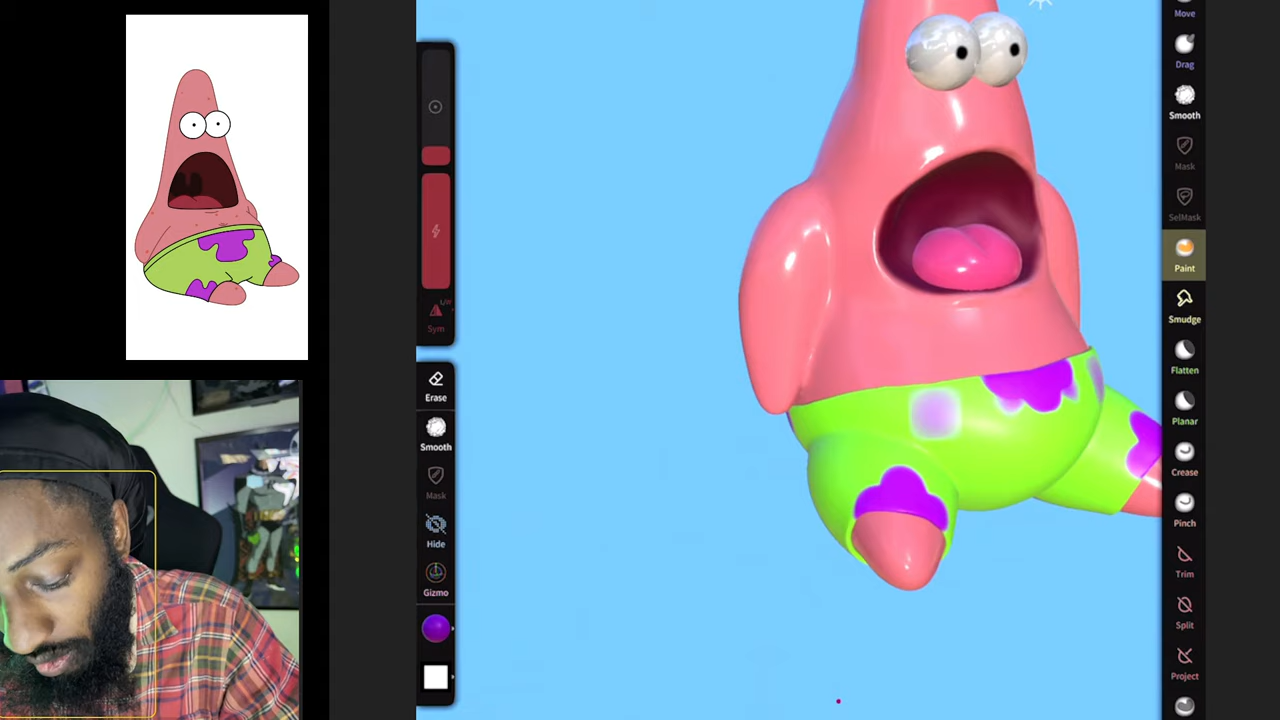 Sym
Erase
Smooth
Mask
Hide
Gizmo
Move
Drag
Smooth
Mask
SelMask
Paint
Smudge
Flatten
Planar
Crease
Pinch
Trim
Split
Project